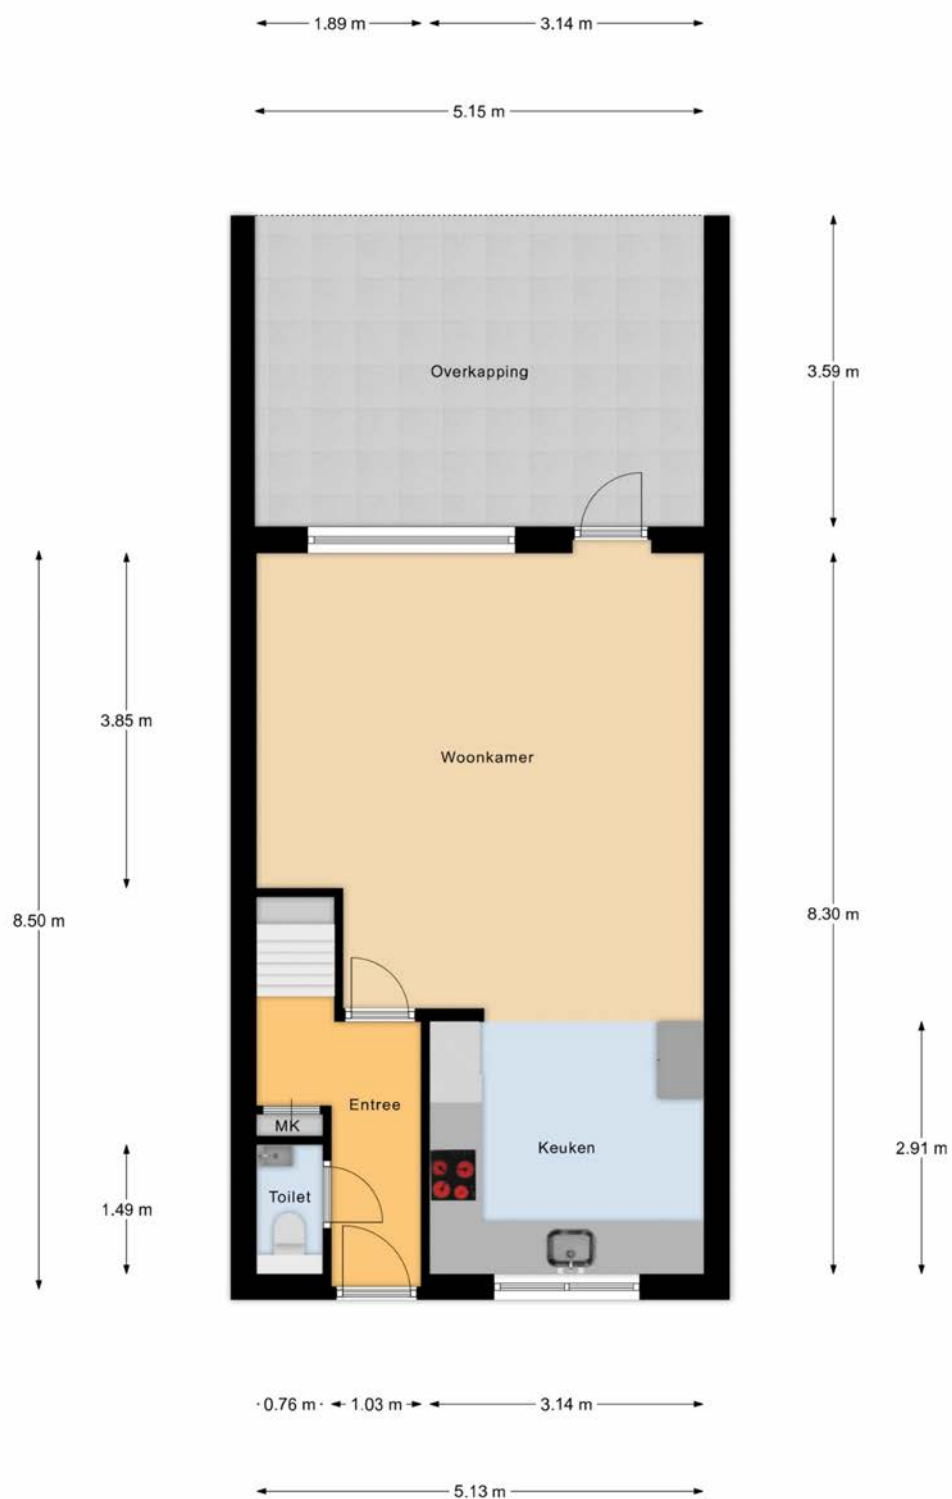 1.89 m 3.14 m
5.15 m
Overkapping
3.59 m
3.85 m
Woonkamer
8.50 m
8.30 m
Entree
MK
Keuken
2.91 m
Toilet
1.49 m
0.76 m 1.03 m 3.14 m
5.13 m